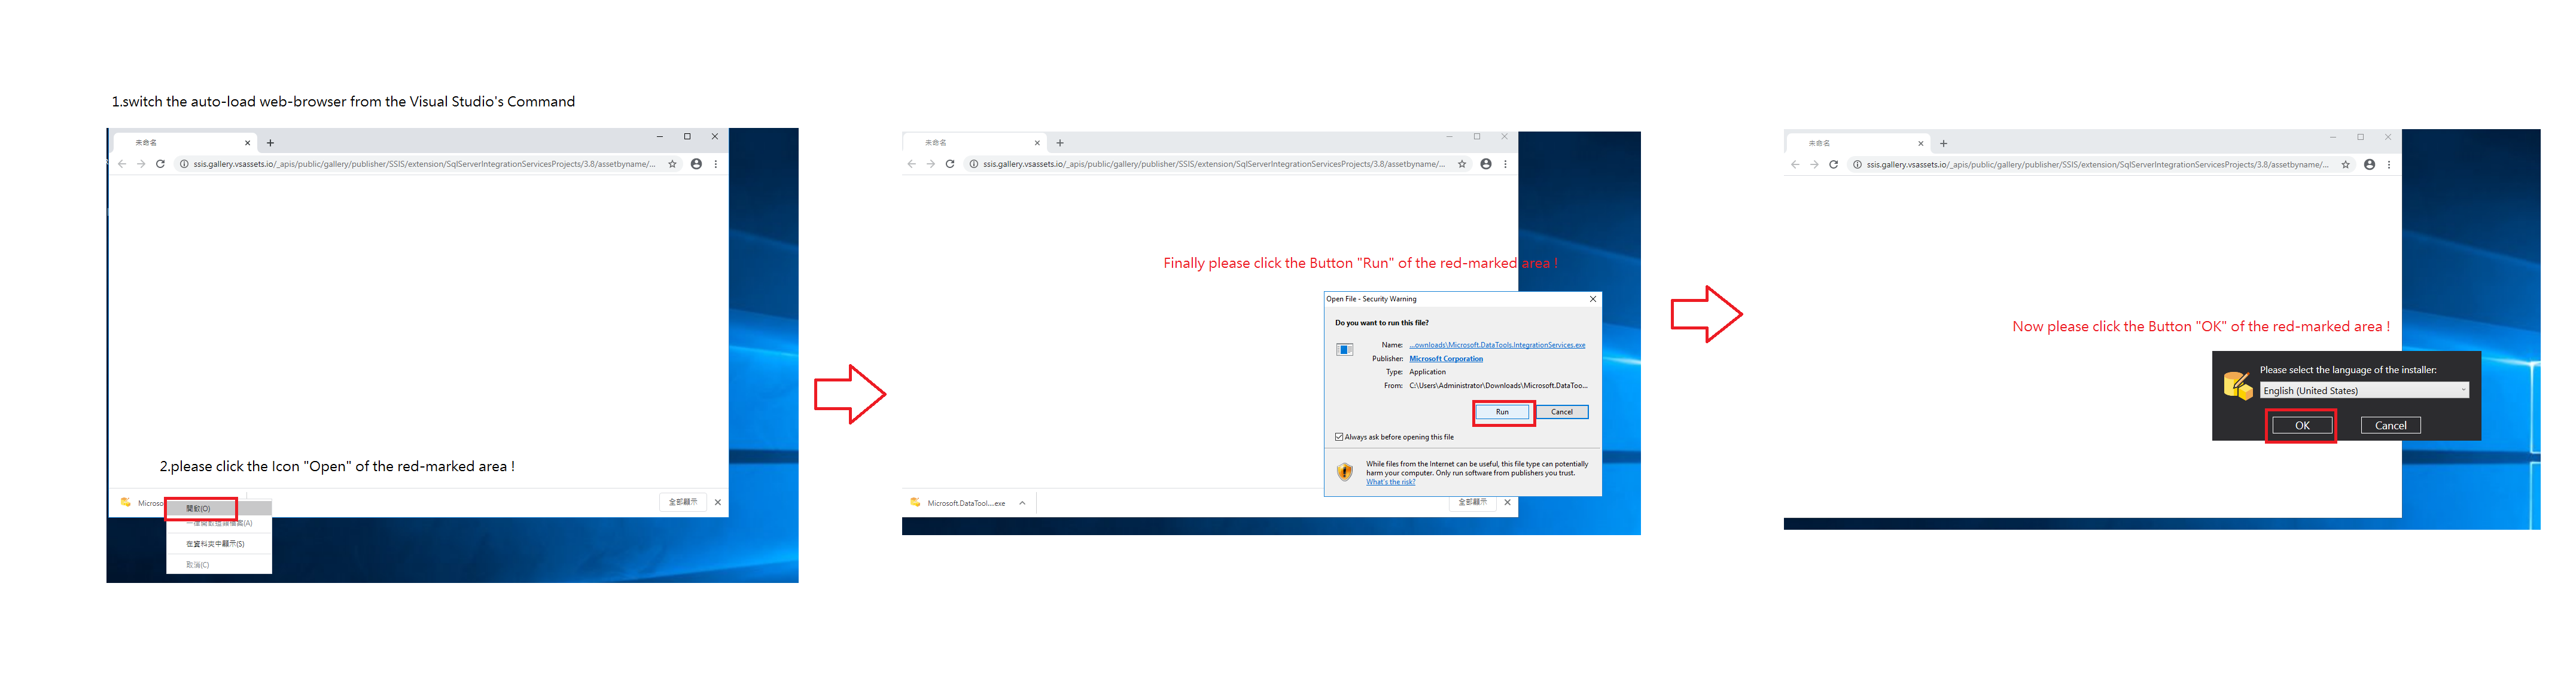 1.switch the auto-load web-browser from the Visual Studio's Command
未命名
ssis.gallery.vsassets.io/_apis/public/gallery/publisher/SSIS/extension/SqlServerIntegrationServicesProjects/3.8/assetbyname/...
2.please click the Icon "Open" of the red-marked area !
Microso
全部顯示
開啟(O)
一律開啟這類檔案(A)
在資料夾中顯示(S)
取消(C)
未命名
ssis.gallery.vsassets.io/_apis/public/gallery/publisher/SSIS/extension/SqlServerIntegrationServicesProjects/3.8/assetbyname/...
Finally please click the Button "Run" of the red-marked area !
Open File - Security Warning
Do you want to run this file?
Name: ...ownloads\Microsoft.DataTools.IntegrationServices.exe
Publisher: Microsoft Corporation
Type: Application
From: C:\Users\Administrator\Downloads\Microsoft.DataToo...
Run Cancel
Always ask before opening this file
While files from the Internet can be useful, this file type can potentially
harm your computer. Only run software from publishers you trust.
What's the risk?
Microsoft.DataTool....exe
全部顯示
未命名
ssis.gallery.vsassets.io/_apis/public/gallery/publisher/SSIS/extension/SqlServerIntegrationServicesProjects/3.8/assetbyname/...
Now please click the Button "OK" of the red-marked area !
Please select the language of the installer:
English (United States)
OK Cancel